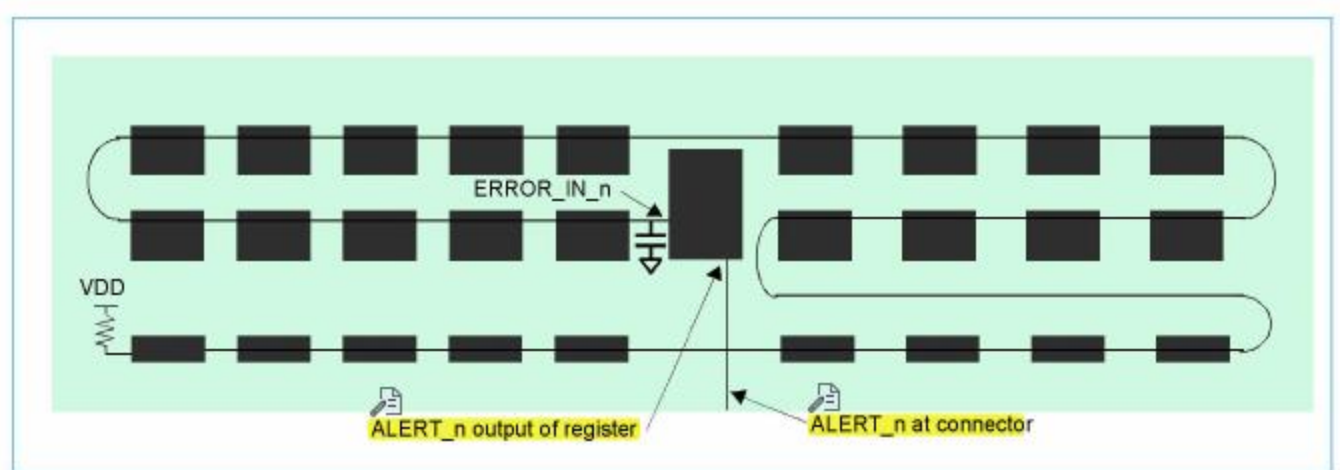 ERROR_IN_n
VDD
ALERT_n output of register
ALERT_n at connector